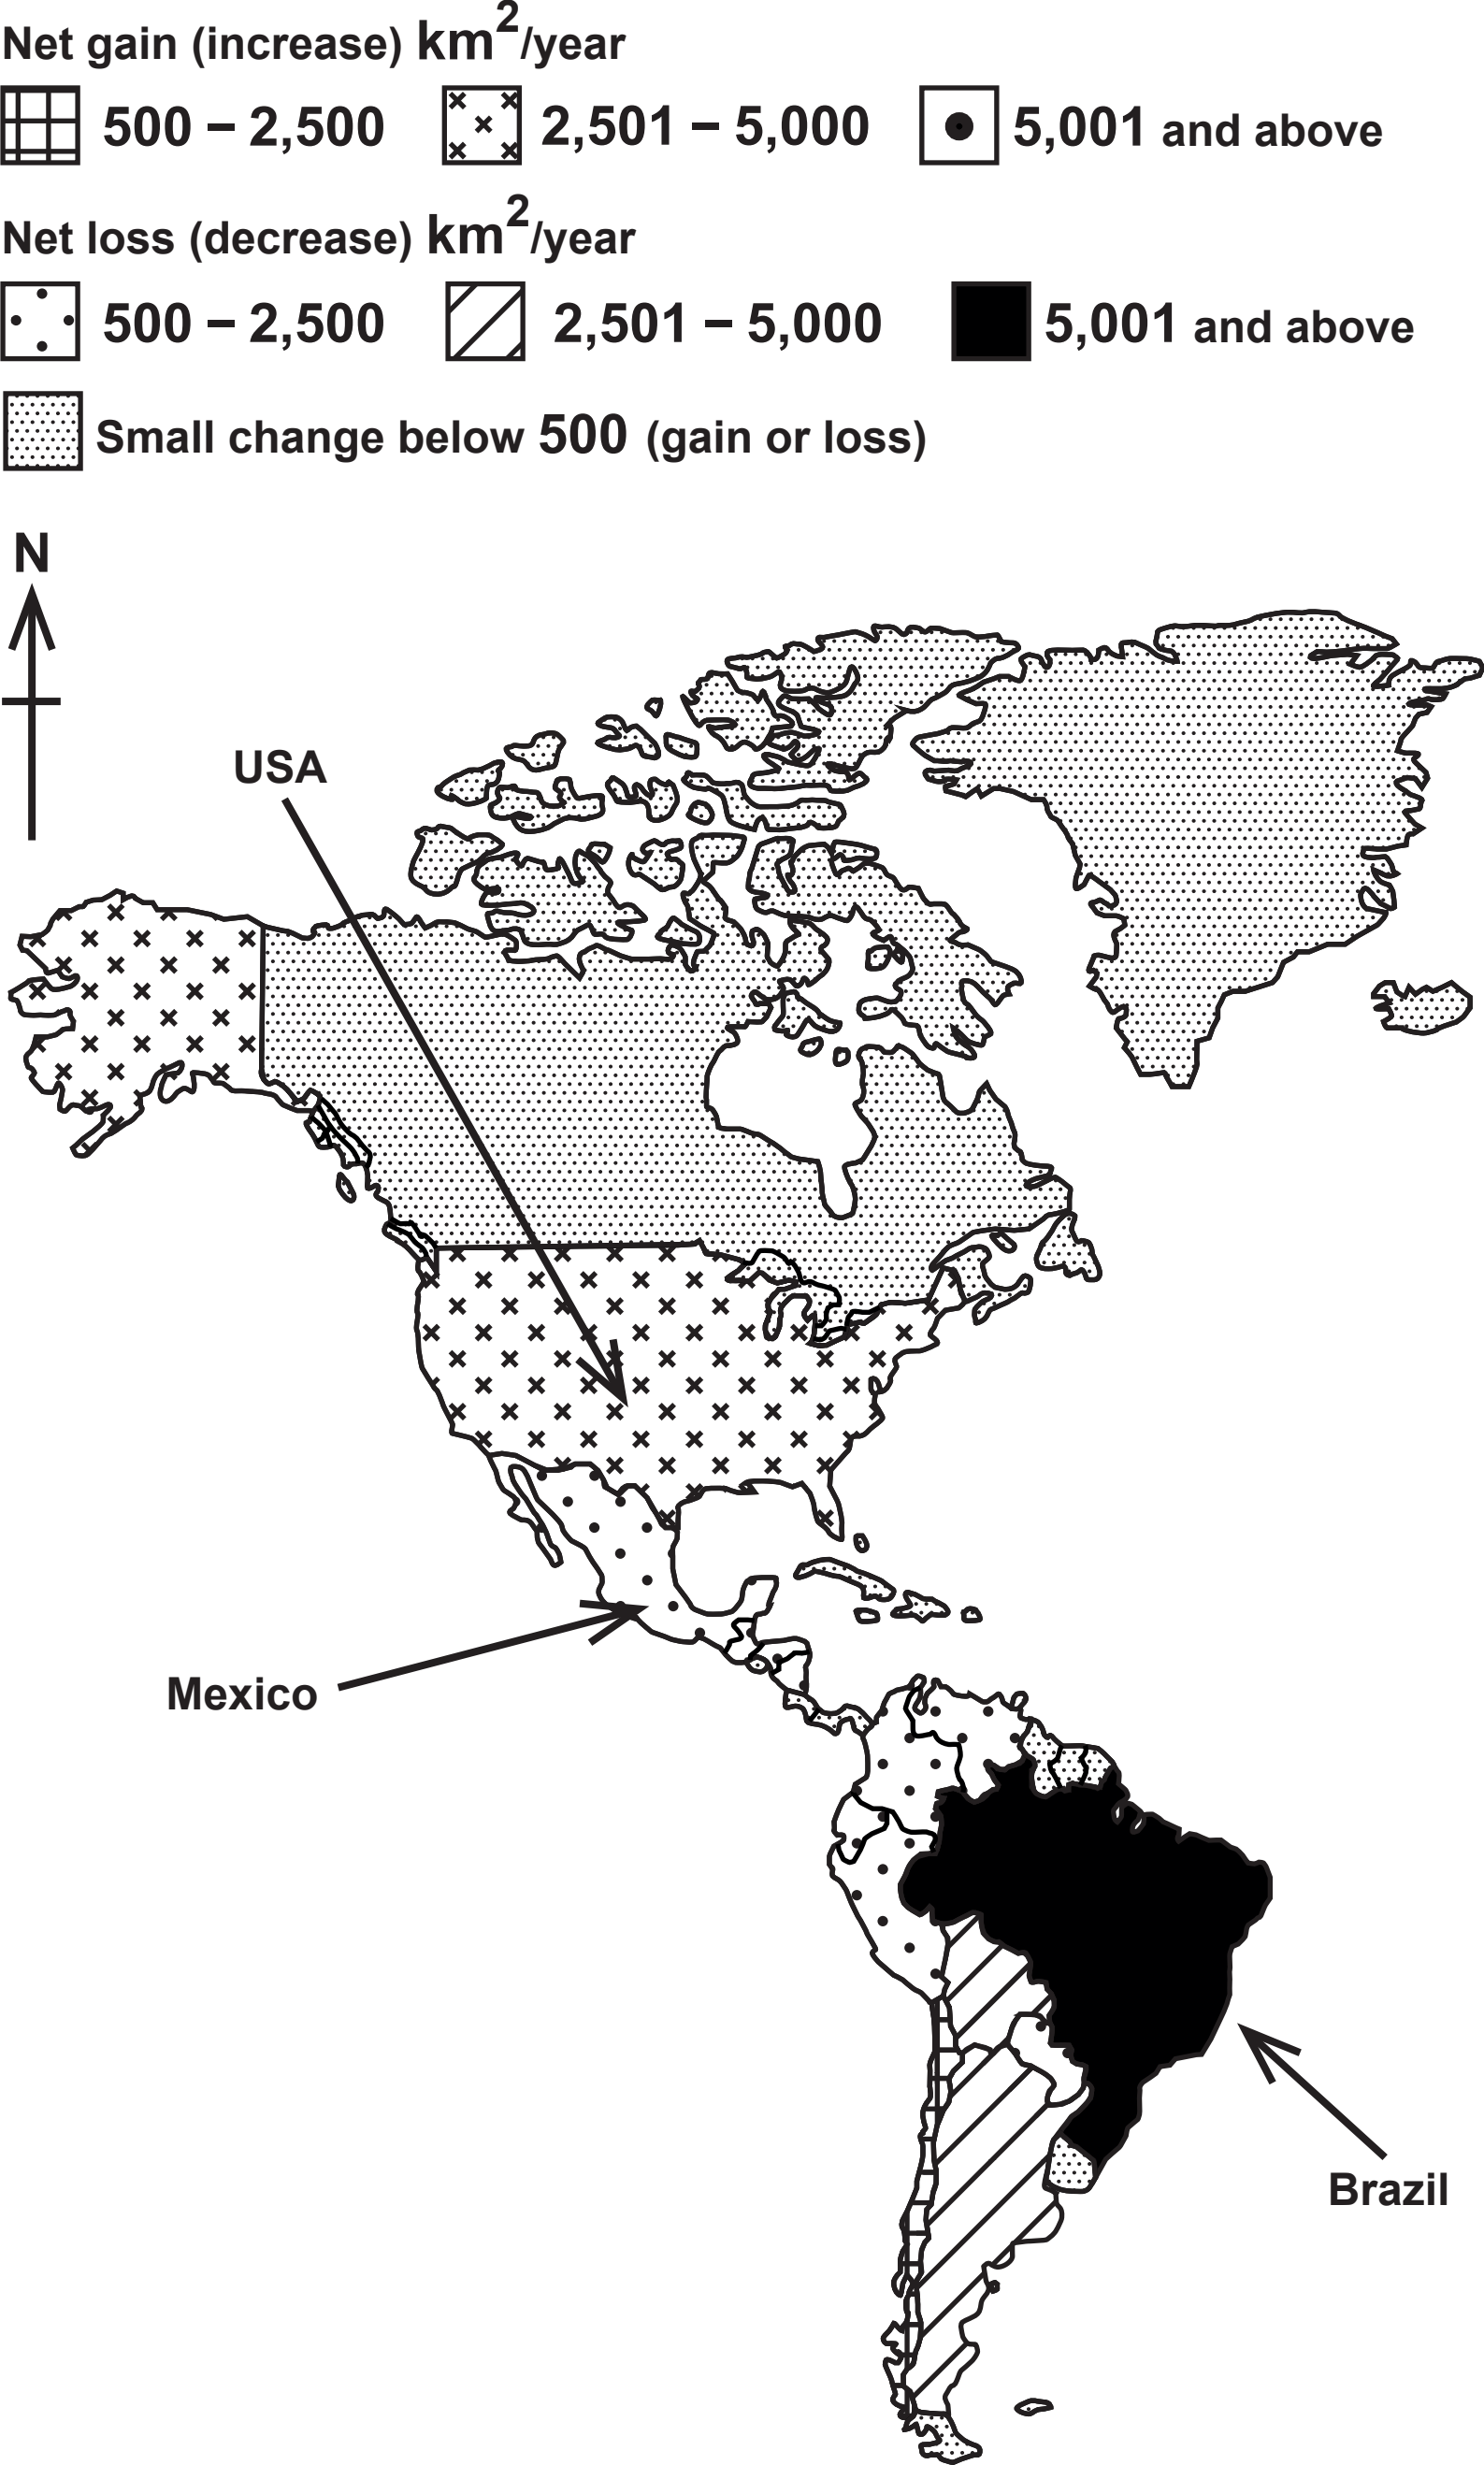 Net gain (increase) km²/year
500 – 2,500 2,501 – 5,000 5,001 and above
Net loss (decrease) km²/year
500 – 2,500 2,501 – 5,000 5,001 and above
Small change below 500 (gain or loss)
N
USA
Mexico
Brazil